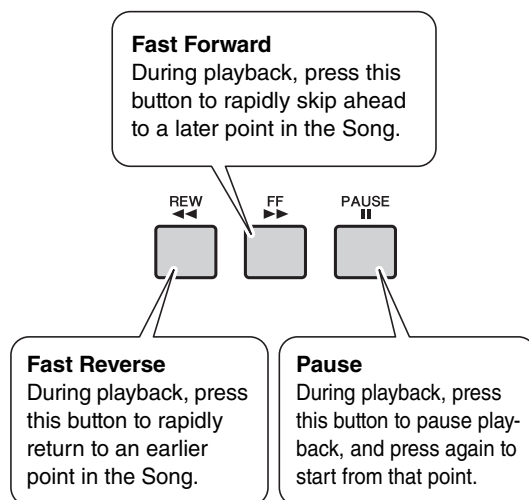 Fast Forward
During playback, press this
button to rapidly skip ahead
to a later point in the Song.
REW
FF
PAUSE
Fast Reverse
During playback, press
this button to rapidly
return to an earlier
point in the Song.
Pause
During playback, press
this button to pause play-
back, and press again to
start from that point.